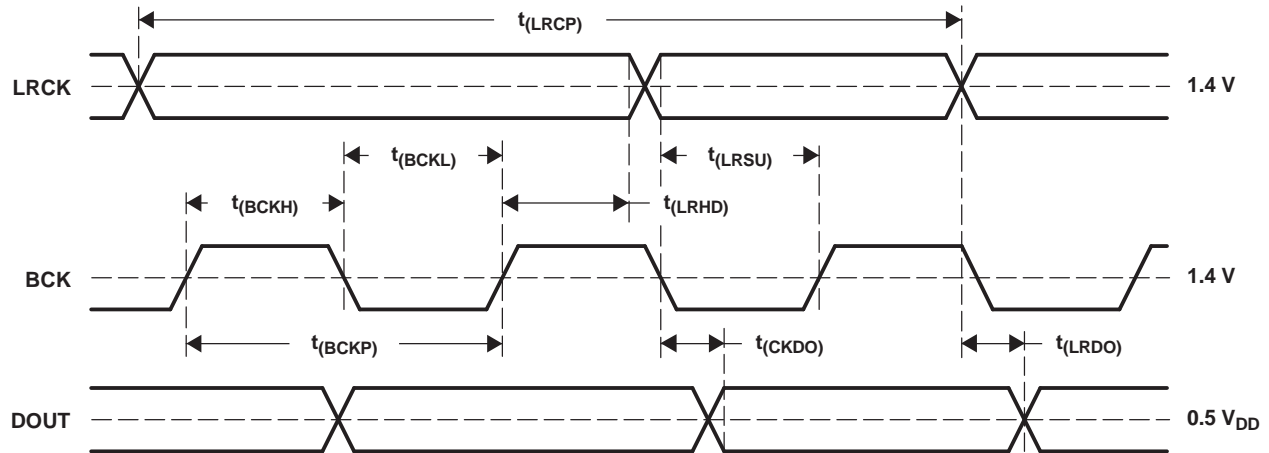 t(LRCP)
LRCK
1.4 V
t(BCKL)
t(LRSU)
t(BCKH)
t(LRHD)
BCK
1.4 V
t(BCKP)
t(CKDO)
t(LRDO)
DOUT
0.5 VDD